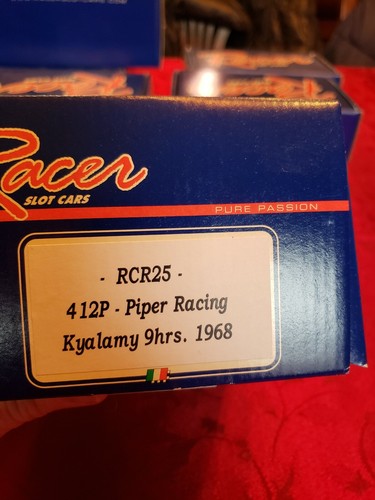 Racer
SLOT CARS
PURE PASSION
- RCR25 -
412P - Piper Racing
Kyalamy 9hrs. 1968